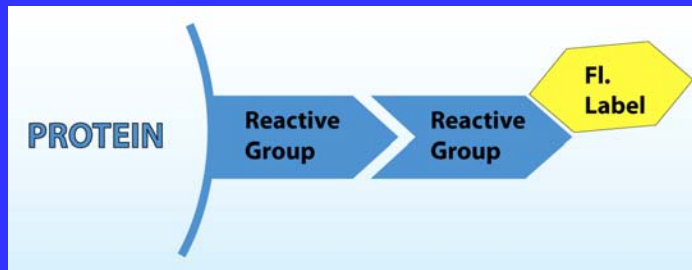 PROTEIN
Reactive
Group
Reactive
Group
Fl.
Label